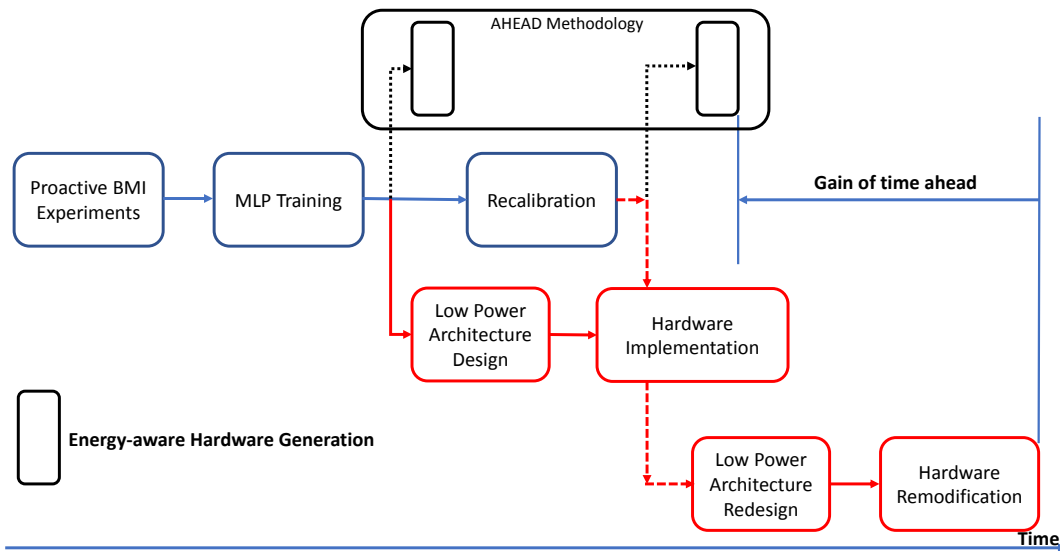 AHEAD Methodology
Proactive BMI
Experiments
MLP Training
Recalibration
Gain of time ahead
Low Power
Architecture
Design
Hardware
Implementation
Energy-aware Hardware Generation
Low Power
Architecture
Redesign
Hardware
Remodification
Time